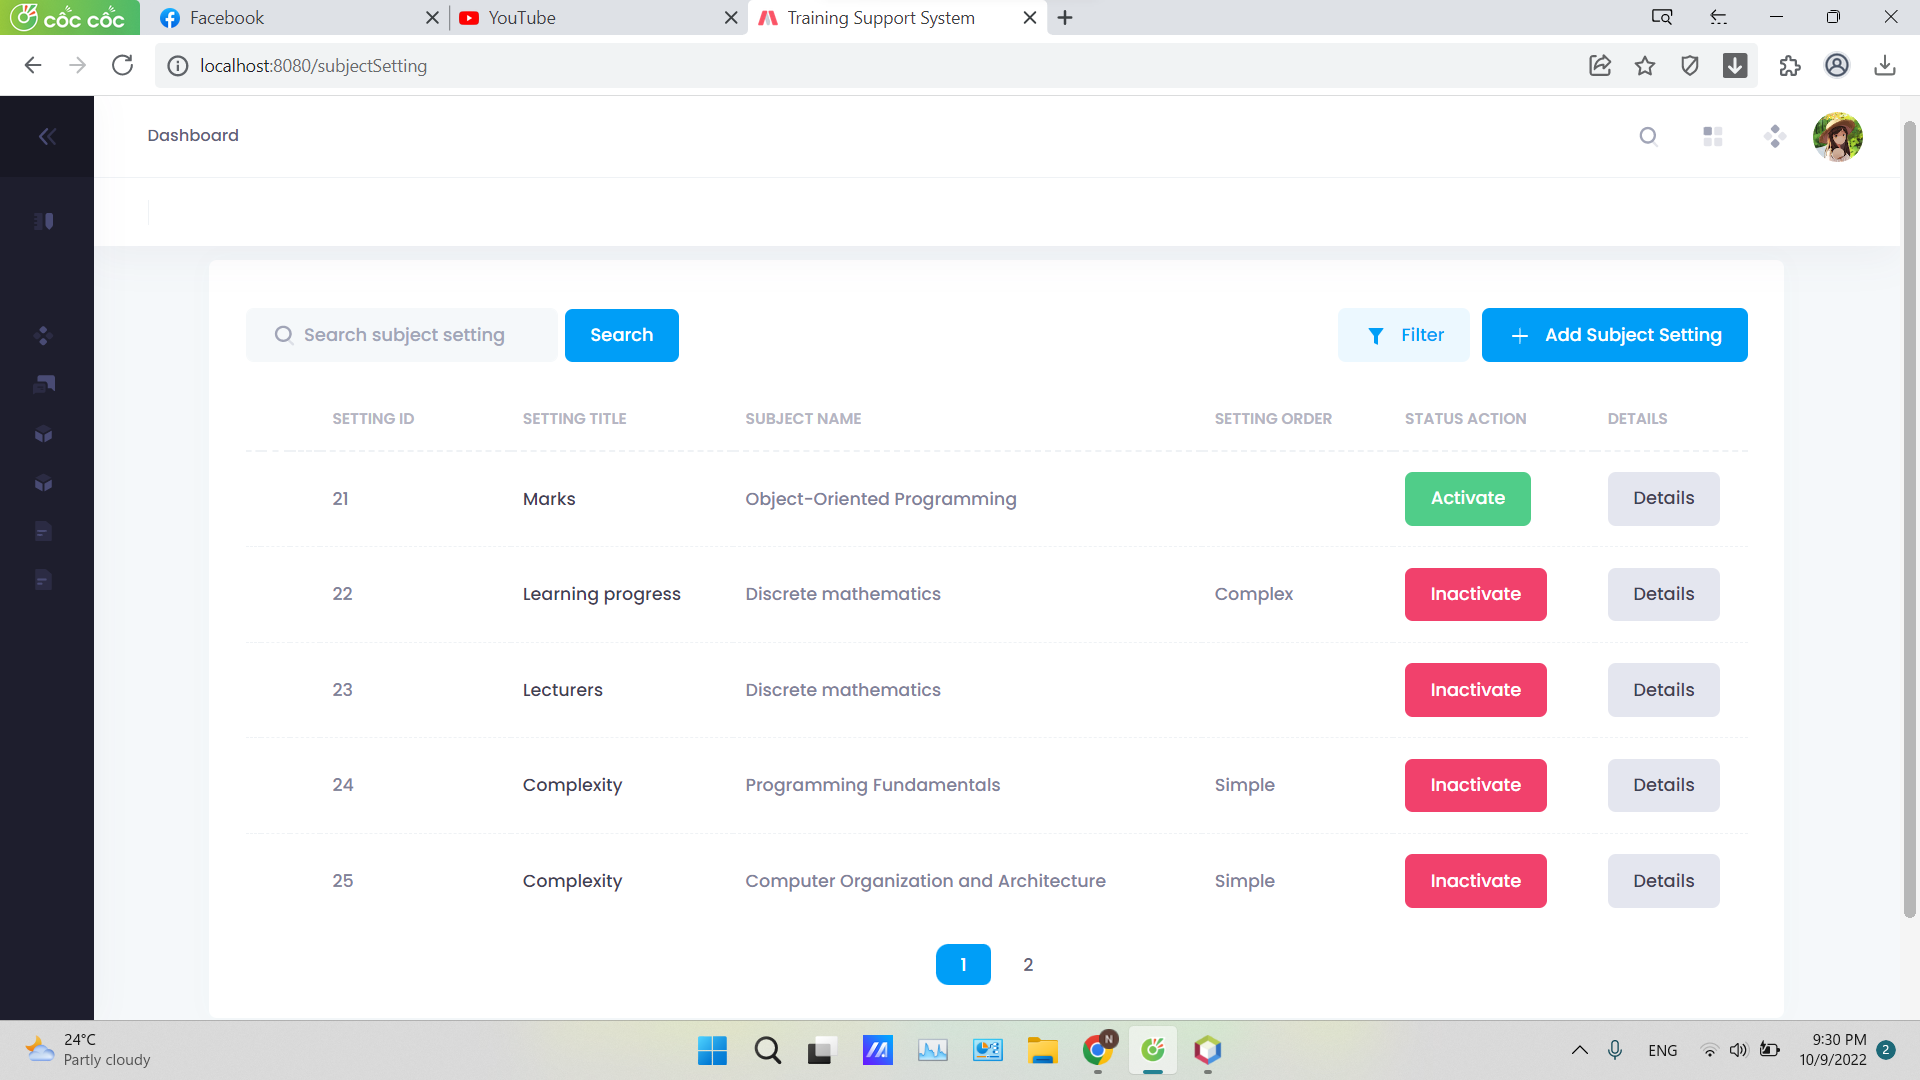 cốc cốc
Facebook
YouTube
Training Support System
localhost:8080/subjectSetting
Dashboard
Search subject setting
Search
Filter
Add Subject Setting
SETTING ID SETTING TITLE SUBJECT NAME SETTING ORDER STATUS ACTION DETAILS
21 Marks Object-Oriented Programming Activate Details
22 Learning progress Discrete mathematics Complex Inactivate Details
23 Lecturers Discrete mathematics Inactivate Details
24 Complexity Programming Fundamentals Simple Inactivate Details
25 Complexity Computer Organization and Architecture Simple Inactivate Details
1 2
24°C
Partly cloudy
N
ENG
9:30 PM
10/9/2022
2